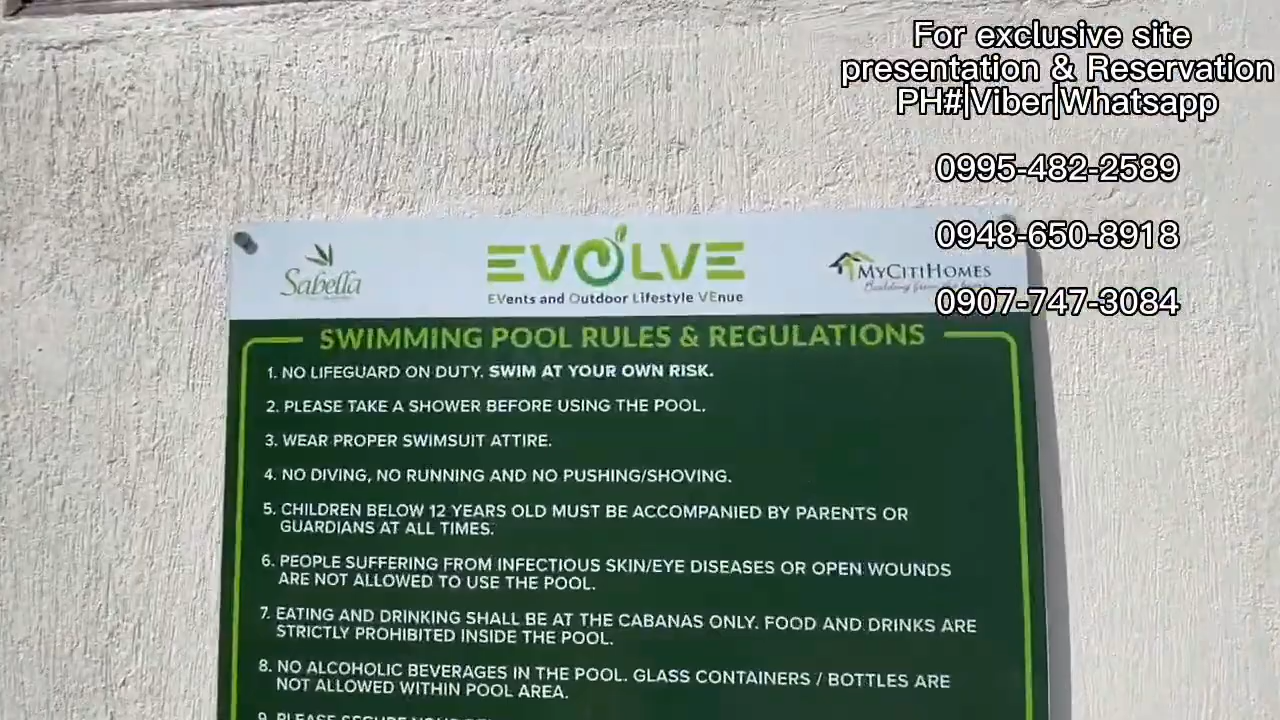 For exclusive site
presentation & Reservation
PH#|Viber|Whatsapp
0995-482-2589
0948-650-8918
0907-747-3084
Sabella
EVOLVE
EVents and Outdoor Lifestyle VEnue
MYCITIHOMES
SWIMMING POOL RULES & REGULATIONS
1. NO LIFEGUARD ON DUTY. SWIM AT YOUR OWN RISK.
2. PLEASE TAKE A SHOWER BEFORE USING THE POOL.
3. WEAR PROPER SWIMSUIT ATTIRE.
4. NO DIVING, NO RUNNING AND NO PUSHING/SHOVING.
5. CHILDREN BELOW 12 YEARS OLD MUST BE ACCOMPANIED BY PARENTS OR
GUARDIANS AT ALL TIMES.
6. PEOPLE SUFFERING FROM INFECTIOUS SKIN/EYE DISEASES OR OPEN WOUNDS
ARE NOT ALLOWED TO USE THE POOL.
7. EATING AND DRINKING SHALL BE AT THE CABANAS ONLY. FOOD AND DRINKS ARE
STRICTLY PROHIBITED INSIDE THE POOL.
8. NO ALCOHOLIC BEVERAGES IN THE POOL. GLASS CONTAINERS / BOTTLES ARE
NOT ALLOWED WITHIN POOL AREA.
9. PLEASE SECURE YOUR